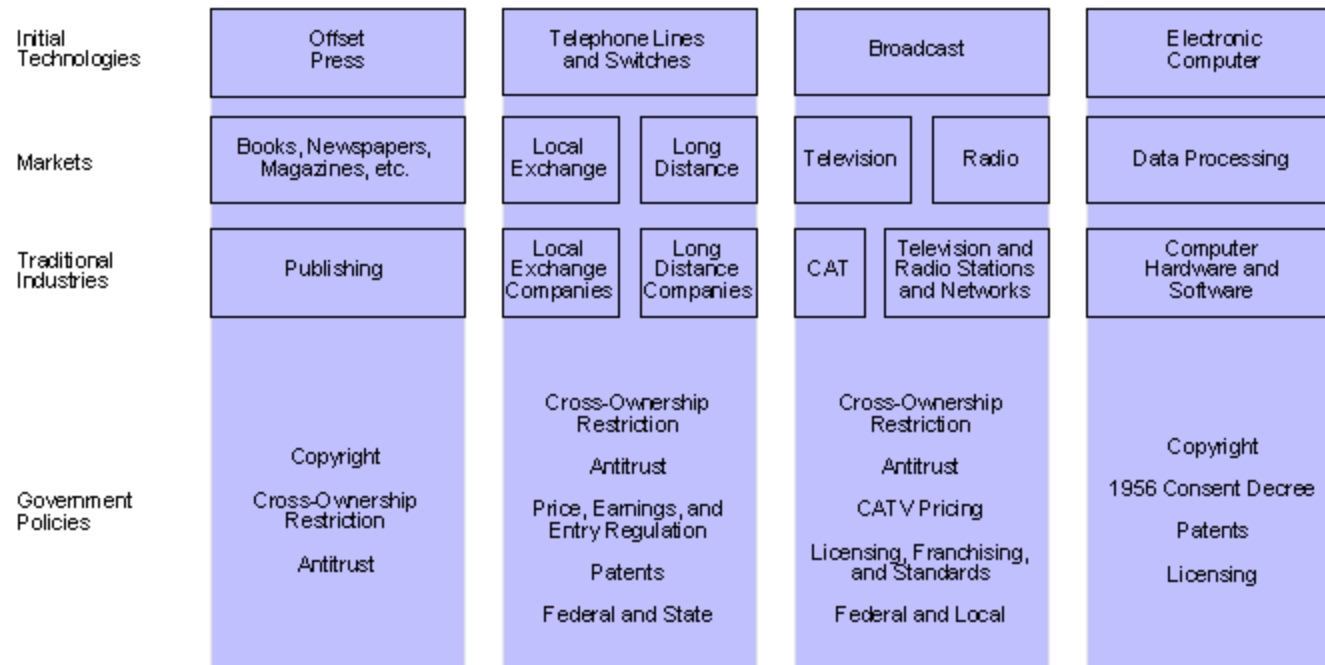 Initial
Technologies
Offset
Press
Telephone Lines
and Switches
Broadcast
Electronic
Computer
Markets
Books, Newspapers,
Magazines, etc.
Local
Exchange
Long
Distance
Television
Radio
Data Processing
Traditional
Industries
Publishing
Local
Exchange
Companies
Long
Distance
Companies
CAT
Television and
Radio Stations
and Networks
Computer
Hardware and
Software
Government
Policies
Copyright
Cross-Ownership
Restriction
Antitrust
Cross-Ownership
Restriction
Antitrust
Price, Earnings, and
Entry Regulation
Patents
Federal and State
Cross-Ownership
Restriction
Antitrust
CATV Pricing
Licensing, Franchising,
and Standards
Federal and Local
Copyright
1956 Consent Decree
Patents
Licensing